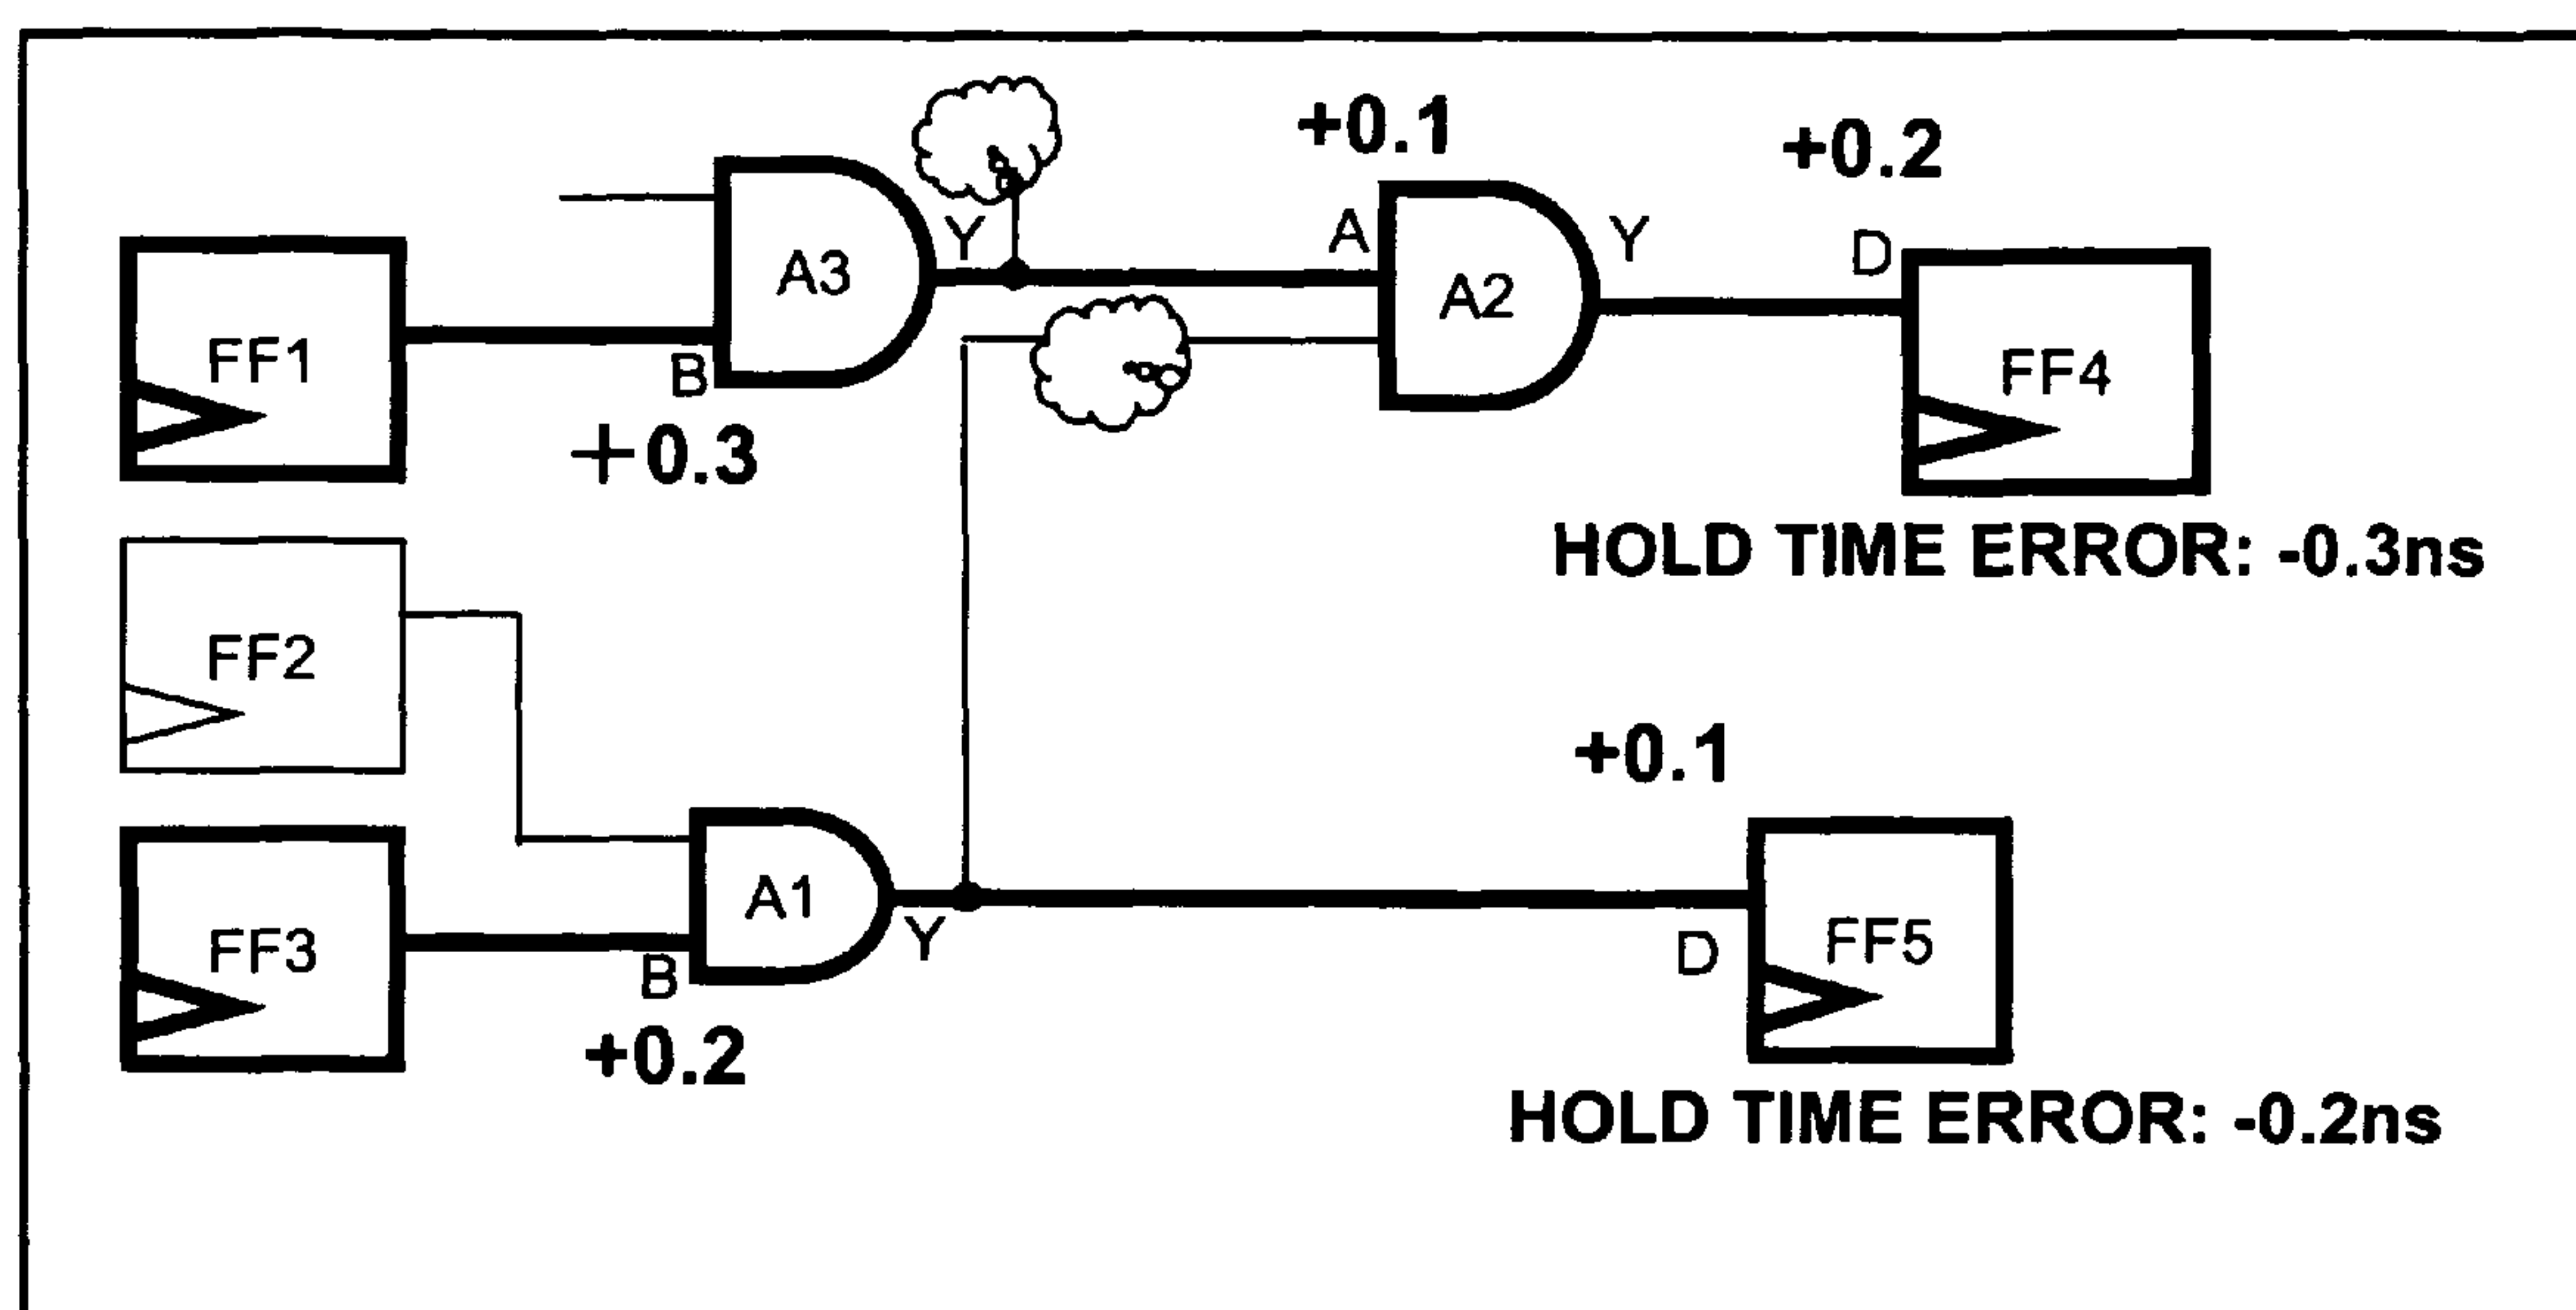 +0.1
+0.2
Y
A
Y
D
A3
A2
FF1
B
FF4
+0.3
HOLD TIME ERROR: -0.3ns
FF2
+0.1
A1
Y
FF3
B
D
FF5
+0.2
HOLD TIME ERROR: -0.2ns